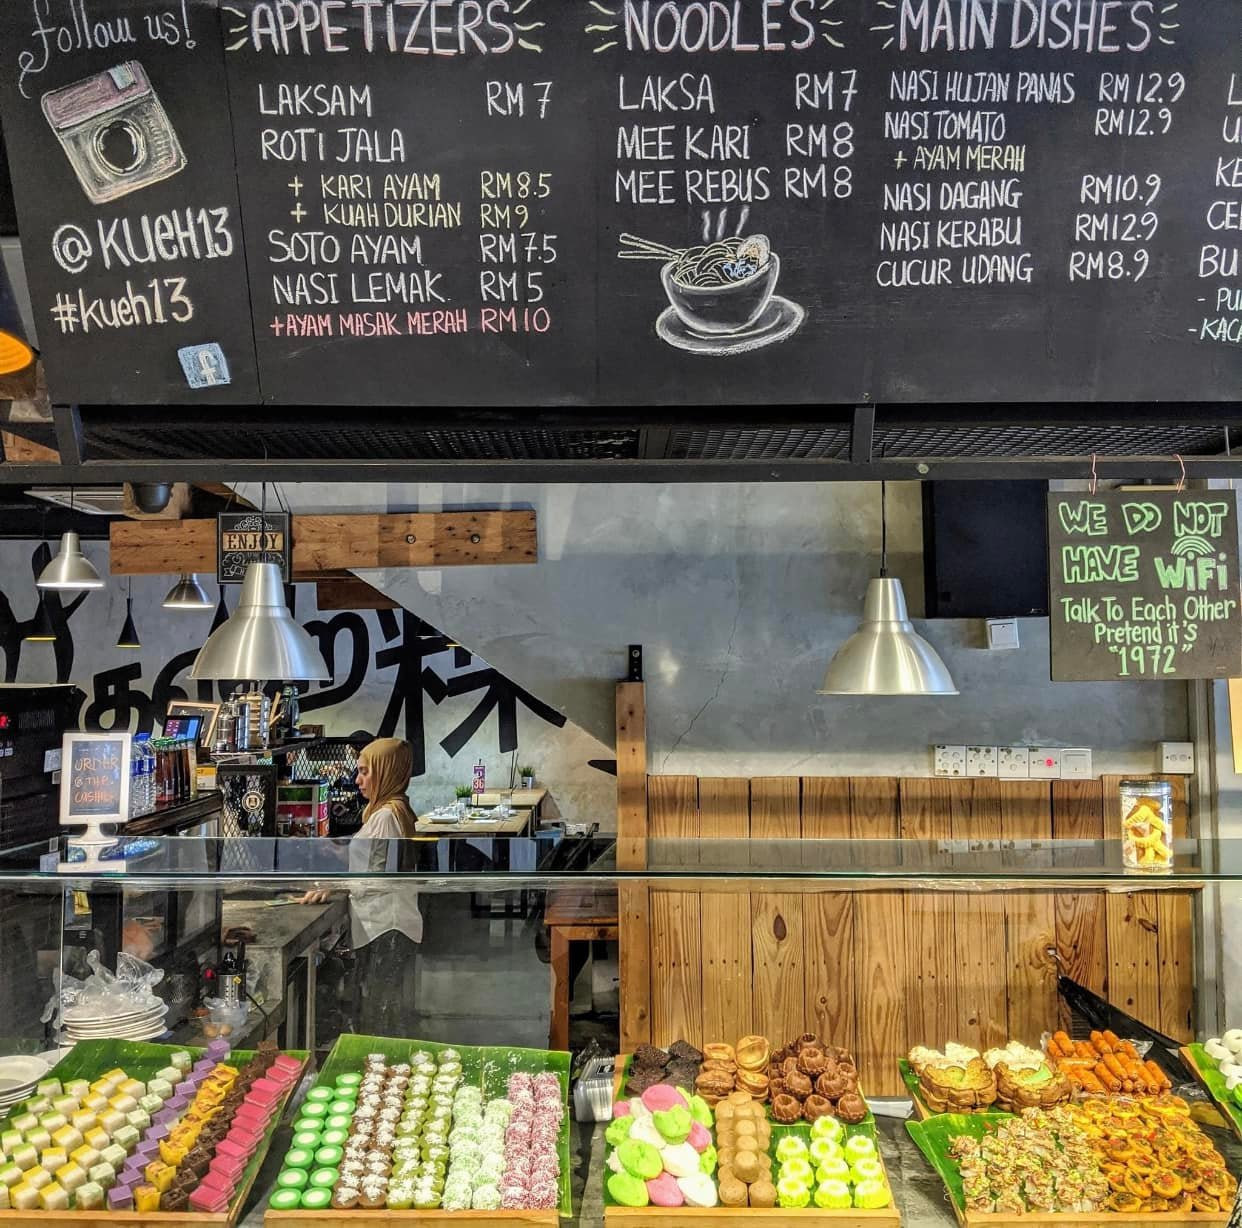 follow us!
@KUEH13
#kueh13
f
APPETIZERS
LAKSAM RM 7
ROTI JALA
+ KARI AYAM RM 8.5
+ KUAH DURIAN RM 9
SOTO AYAM RM 7.5
NASI LEMAK RM 5
+AYAM MASAK MERAH RM 10
NOODLES
LAKSA RM 7
MEE KARI RM 8
MEE REBUS RM 8
MAIN DISHES
NASI HUJAN PANAS RM 12.9
NASI TOMATO RM 12.9
+ AYAM MERAH
NASI DAGANG RM 10.9
NASI KERABU RM 12.9
CUCUR UDANG RM 8.9
ENJOY
粿
WE DO NOT
HAVE WiFi
Talk To Each Other
Pretend it's
"1972"
ORDER
@ THE
CASHIER
36